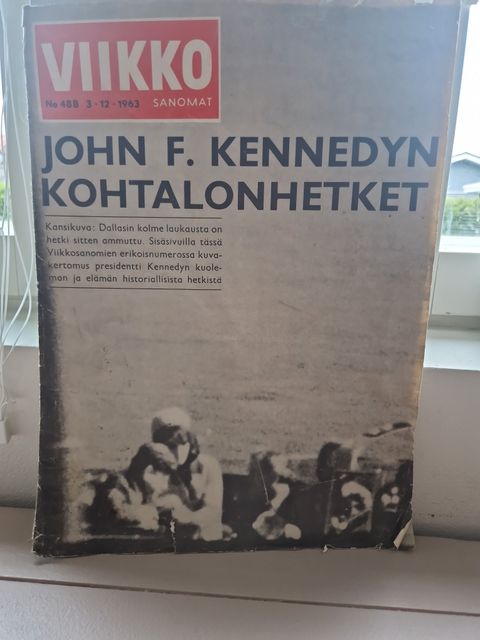 VIIKKO
No 48B 3·12·1963 SANOMAT
JOHN F. KENNEDYN
KOHTALONHETKET
Kansikuva: Dallasin kolme laukausta on
hetki sitten ammuttu. Sisäsivuilla tässä
Viikkosanomien erikoisnumerossa kuva-
kertomus presidentti Kennedyn kuole-
man ja elämän historiallisista hetkistä